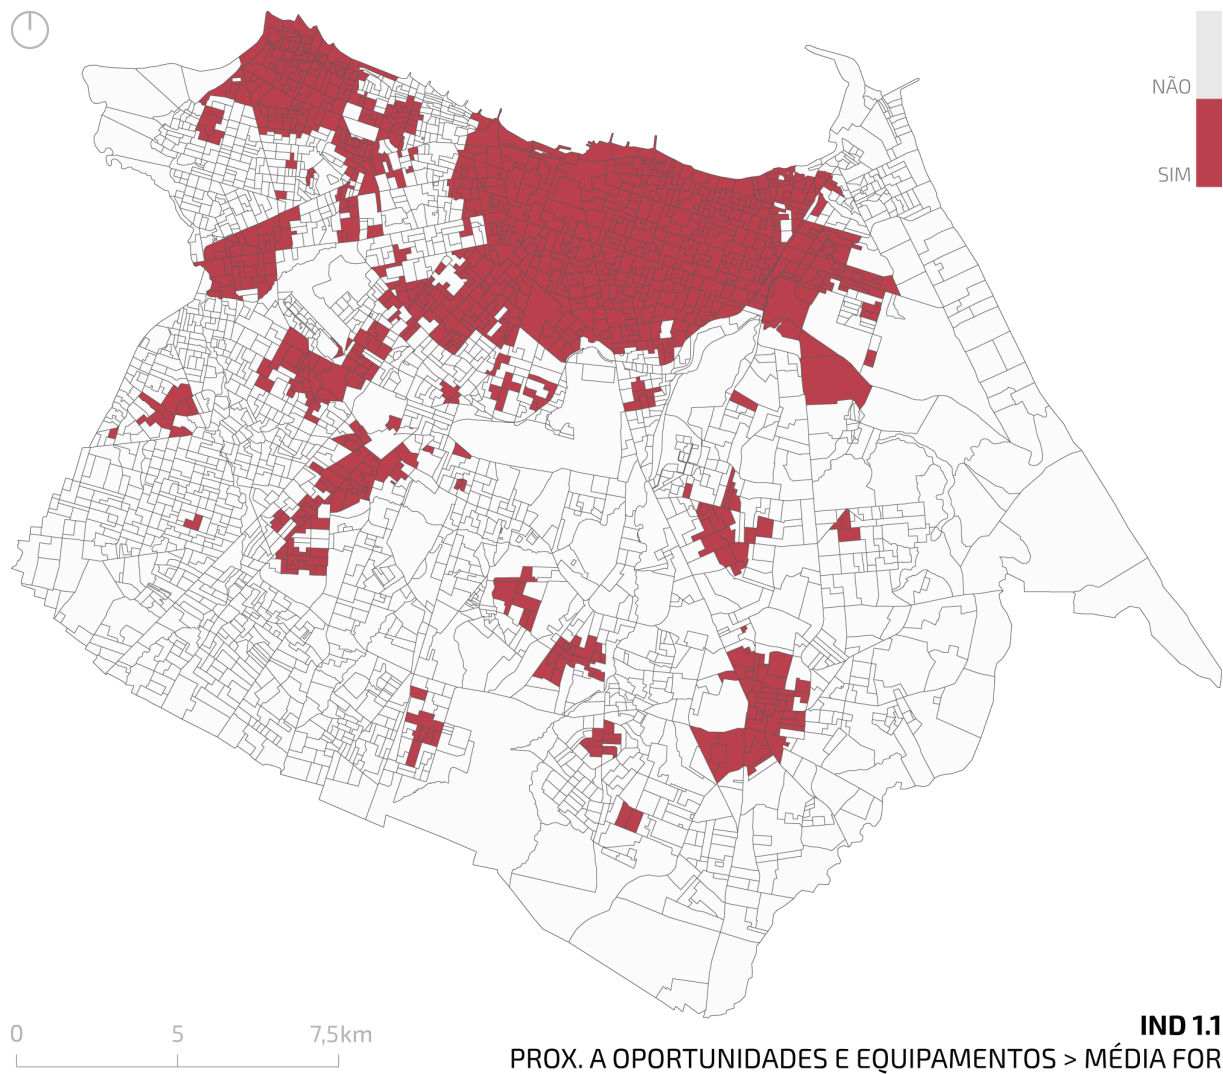 NÃO
SIM
0 5 7,5km
IND 1.1
PROX. A OPORTUNIDADES E EQUIPAMENTOS > MÉDIA FOR